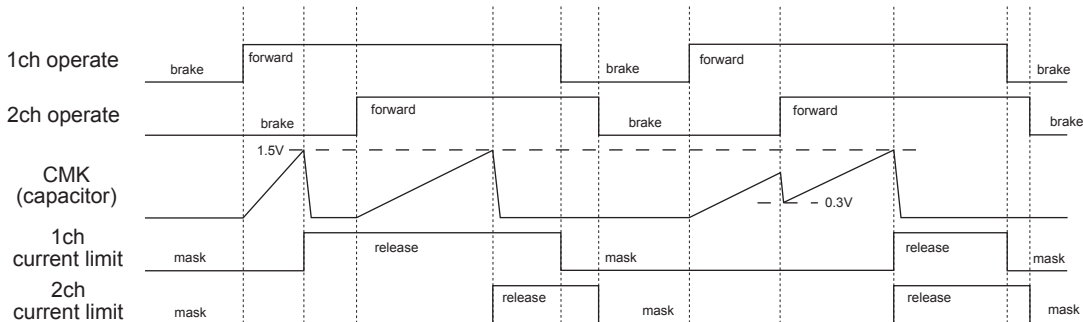 1ch operate
brake
forward
brake
forward
brake
2ch operate
brake
forward
brake
forward
brake
CMK
(capacitor)
1.5V
0.3V
1ch
current limit
mask
release
mask
release
mask
2ch
current limit
mask
release
mask
release
mask